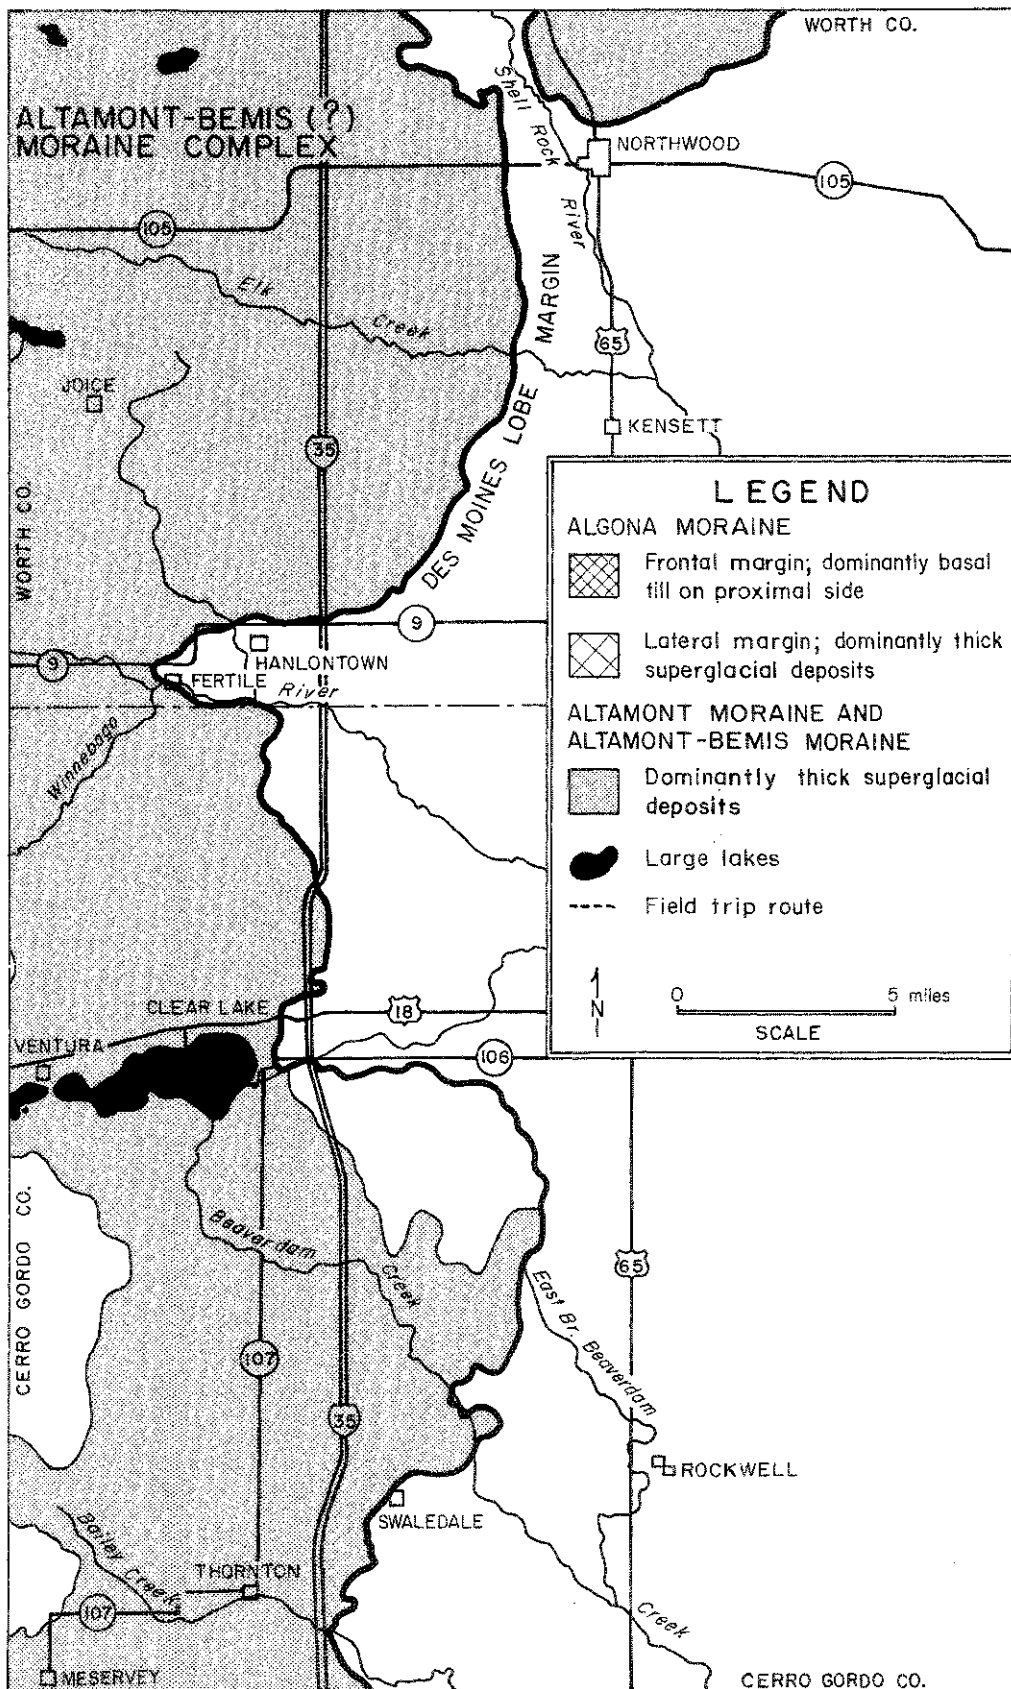 WORTH CO.
ALTAMONT-BEMIS (?)
MORAINE COMPLEX
Shell Rock River
NORTHWOOD
105
105
Elk Creek
DES MOINES LOBE MARGIN
65
JOICE
KENSETT
35
WORTH CO.
9
9
HANLONTOWN
FERTILE
River
Winnebago
LEGEND
ALGONA MORAINE
Frontal margin; dominantly basal
till on proximal side
Lateral margin; dominantly thick
superglacial deposits
ALTAMONT MORAINE AND
ALTAMONT-BEMIS MORAINE
Dominantly thick superglacial
deposits
Large lakes
Field trip route
N
0 5 miles
SCALE
CLEAR LAKE
18
VENTURA
106
CERRO GORDO CO.
Beaverdam Creek
65
East Br. Beaverdam
107
35
ROCKWELL
SWALEDALE
Bailey Creek
THORNTON
107
Creek
MESERVEY
CERRO GORDO CO.